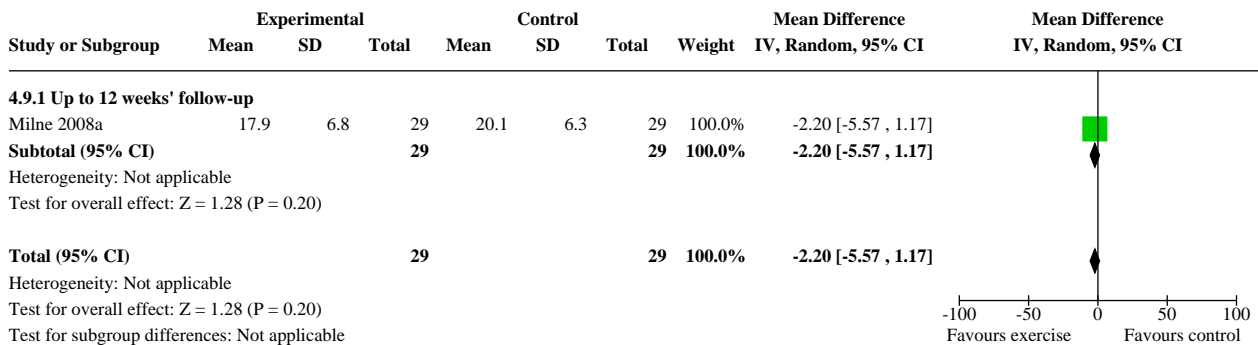 Experimental Control Mean Difference Mean Difference
Study or Subgroup Mean SD Total Mean SD Total Weight IV, Random, 95% CI IV, Random, 95% CI
4.9.1 Up to 12 weeks' follow-up
Milne 2008a 17.9 6.8 29 20.1 6.3 29 100.0% -2.20 [-5.57 , 1.17]
Subtotal (95% CI) 29 29 100.0% -2.20 [-5.57 , 1.17]
Heterogeneity: Not applicable
Test for overall effect: Z = 1.28 (P = 0.20)
Total (95% CI) 29 29 100.0% -2.20 [-5.57 , 1.17]
Heterogeneity: Not applicable
Test for overall effect: Z = 1.28 (P = 0.20)
-100 -50 0 50 100
Test for subgroup differences: Not applicable Favours exercise Favours control